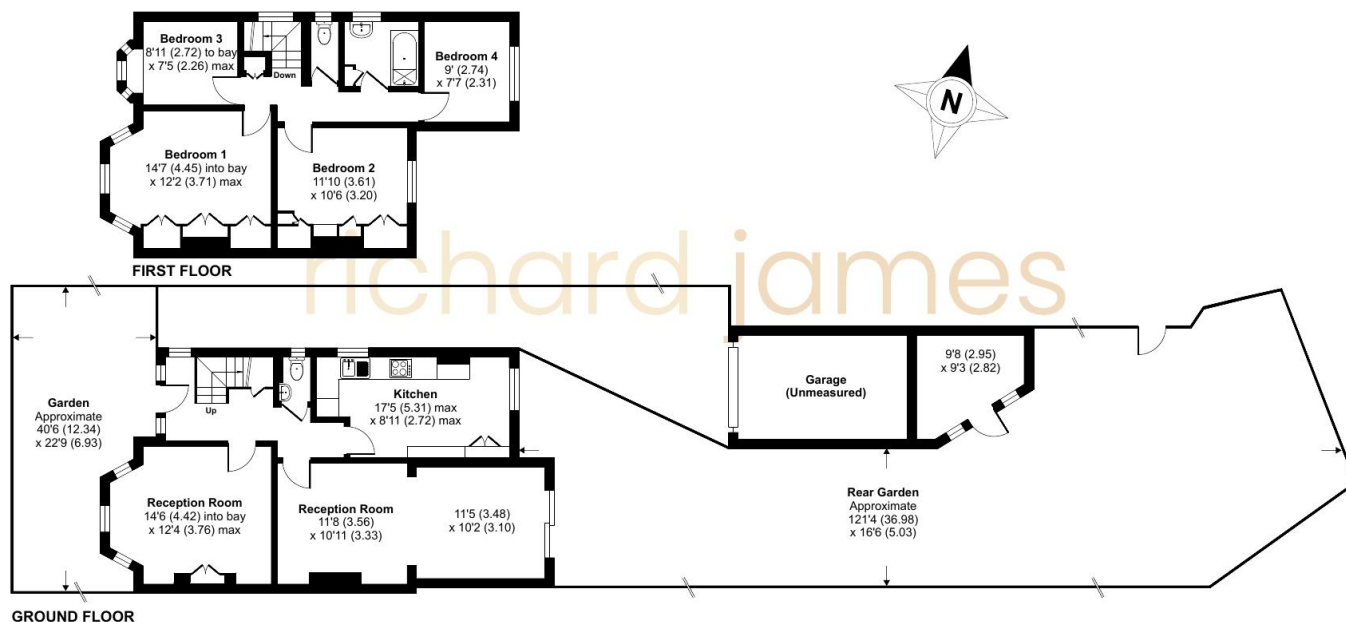 Bedroom 3
8'11 (2.72) to bay
x 7'5 (2.26) max
Down
Bedroom 4
9' (2.74)
x 7'7 (2.31)
N
Bedroom 1
14'7 (4.45) into bay
x 12'2 (3.71) max
Bedroom 2
11'10 (3.61)
x 10'6 (3.20)
FIRST FLOOR
richard james
Garden
Approximate
40'6 (12.34)
x 22'9 (6.93)
Up
Kitchen
17'5 (5.31) max
x 8'11 (2.72) max
Garage
(Unmeasured)
9'8 (2.95)
x 9'3 (2.82)
Reception Room
14'6 (4.42) into bay
x 12'4 (3.76) max
Reception Room
11'8 (3.56)
x 10'11 (3.33)
11'5 (3.48)
x 10'2 (3.10)
Rear Garden
Approximate
121'4 (36.98)
x 16'6 (5.03)
GROUND FLOOR